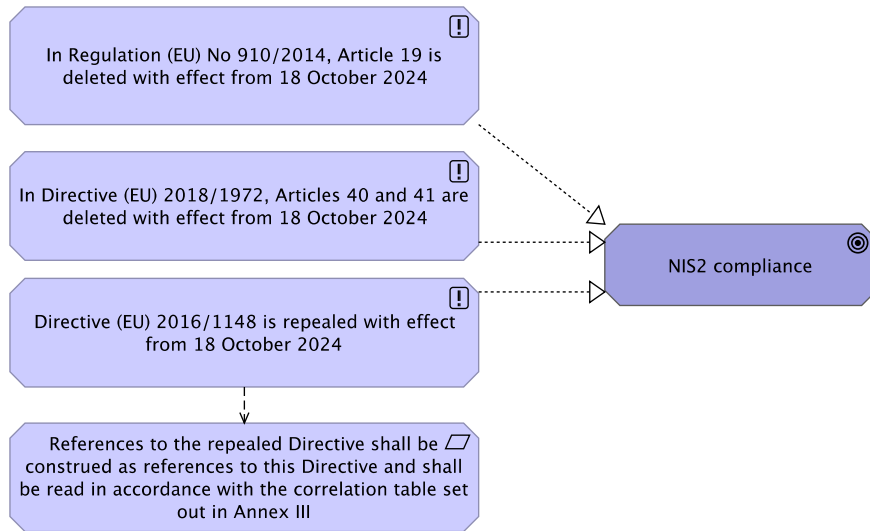 In Regulation (EU) No 910/2014, Article 19 is
deleted with effect from 18 October 2024
In Directive (EU) 2018/1972, Articles 40 and 41 are
deleted with effect from 18 October 2024
NIS2 compliance
Directive (EU) 2016/1148 is repealed with effect
from 18 October 2024
References to the repealed Directive shall be
construed as references to this Directive and shall
be read in accordance with the correlation table set
out in Annex III